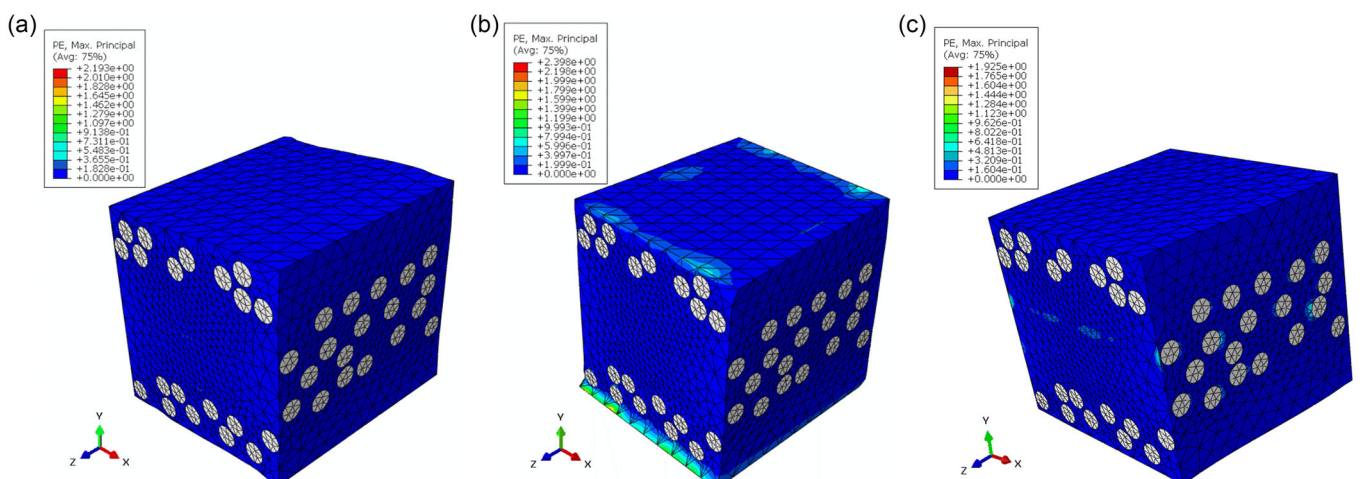 (a)
PE, Max. Principal
(Avg: 75%)
+2.193e+00
+2.010e+00
+1.828e+00
+1.645e+00
+1.462e+00
+1.279e+00
+1.097e+00
+9.138e-01
+7.311e-01
+5.483e-01
+3.655e-01
+1.828e-01
+0.000e+00
Y
Z
X
(b)
PE, Max. Principal
(Avg: 75%)
+2.398e+00
+2.198e+00
+1.999e+00
+1.799e+00
+1.599e+00
+1.399e+00
+1.199e+00
+9.993e-01
+7.994e-01
+5.996e-01
+3.997e-01
+1.999e-01
+0.000e+00
Y
Z
X
(c)
PE, Max. Principal
(Avg: 75%)
+1.925e+00
+1.765e+00
+1.604e+00
+1.444e+00
+1.284e+00
+1.123e+00
+9.626e-01
+8.022e-01
+6.418e-01
+4.813e-01
+3.209e-01
+1.604e-01
+0.000e+00
Y
Z
X